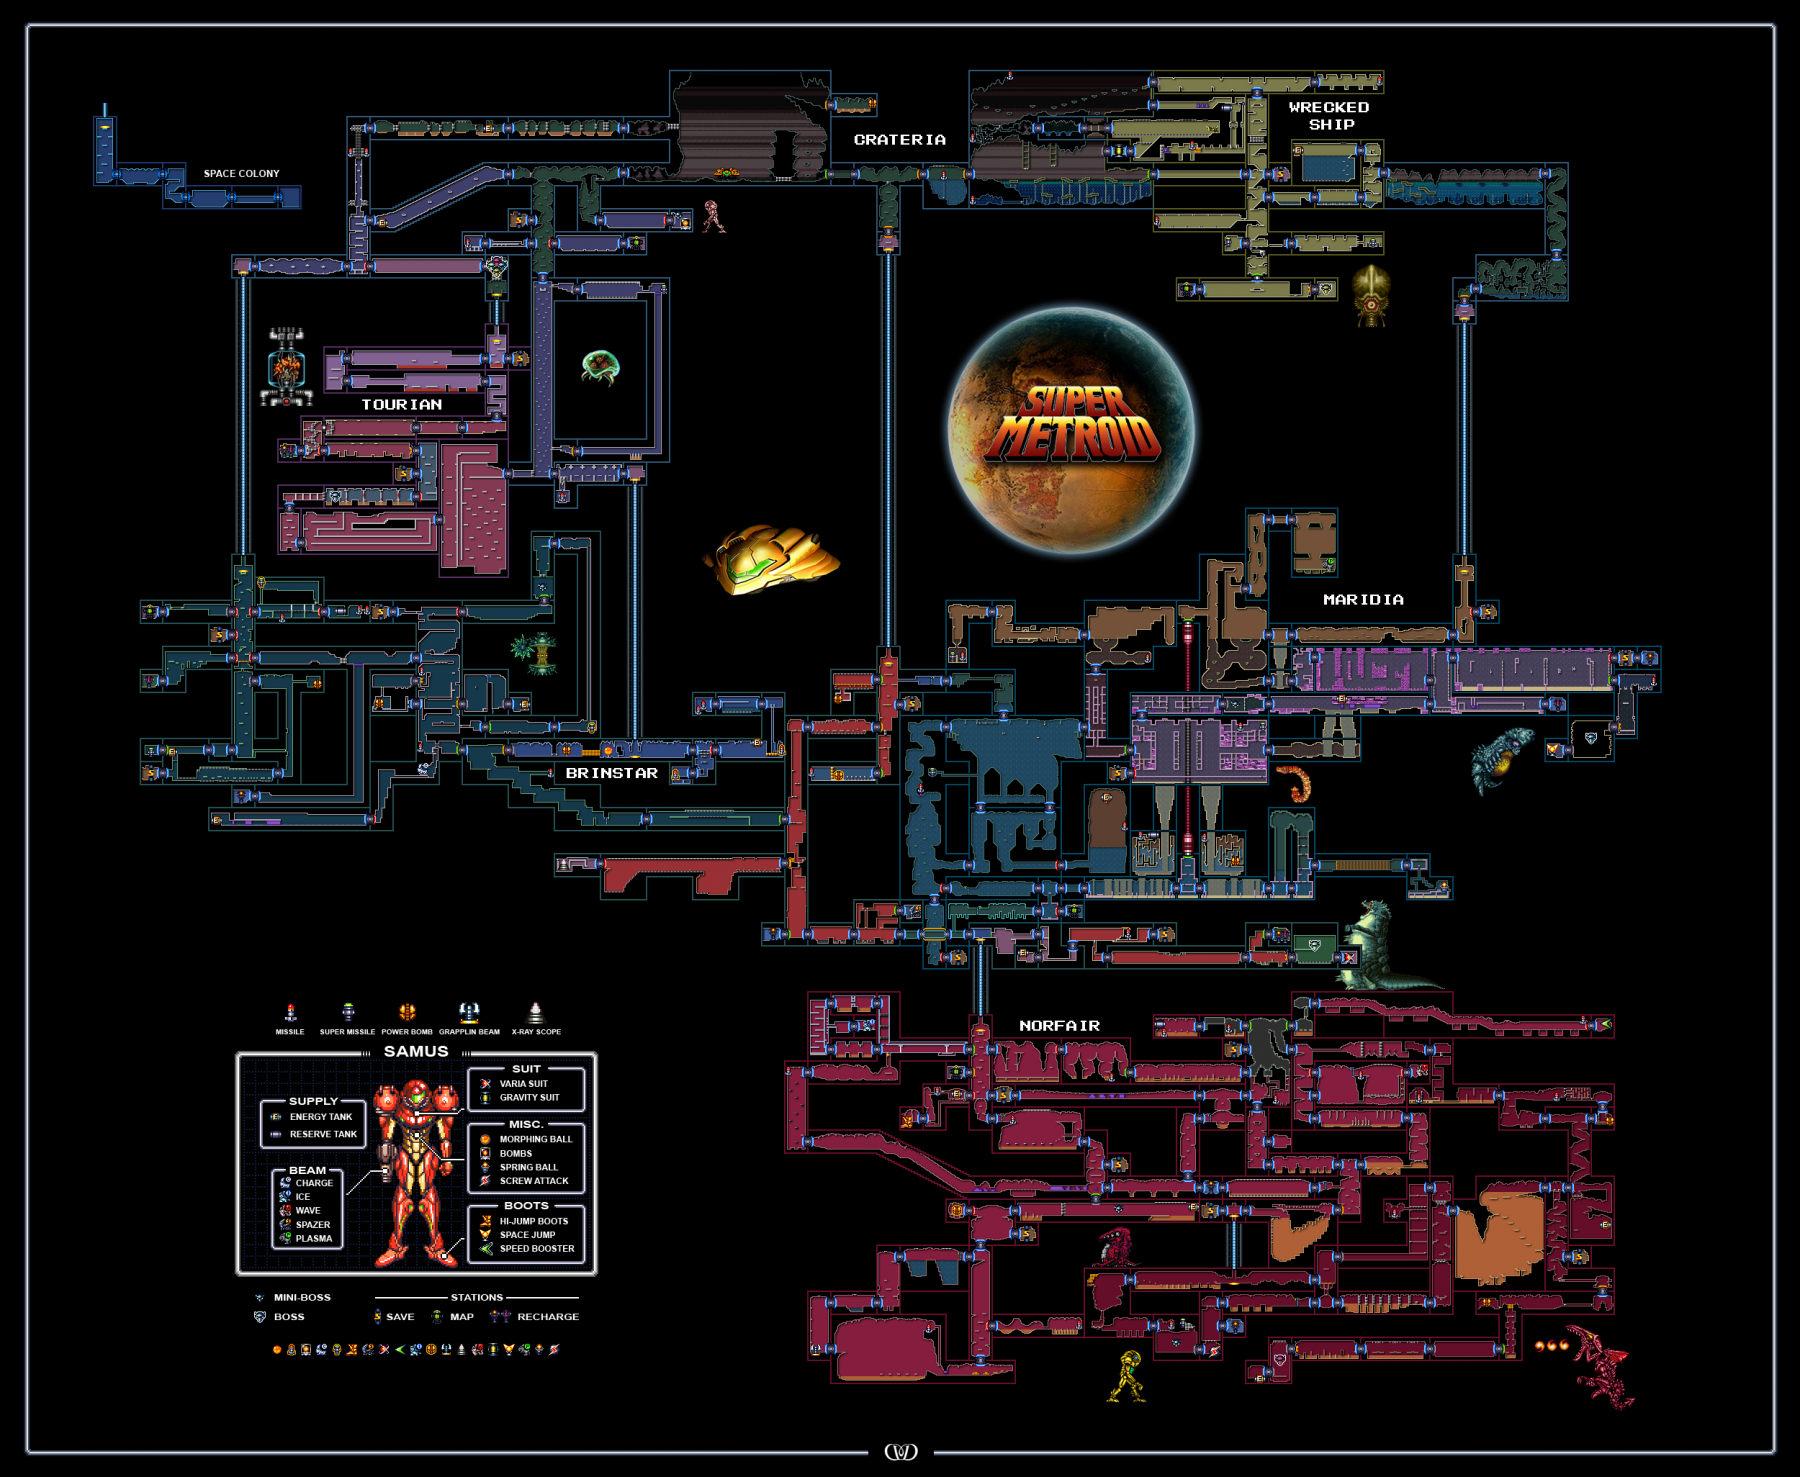 CRATERIA
WRECKED
SHIP
SPACE COLONY
SUPER
METROID
TOURIAN
MARIDIA
BRINSTAR
NORFAIR
MISSILE
SUPER MISSILE
POWER BOMB
GRAPPLIN BEAM
X-RAY SCOPE
SAMUS
SUPPLY
ENERGY TANK
RESERVE TANK
BEAM
CHARGE
ICE
WAVE
SPAZER
PLASMA
SUIT
VARIA SUIT
GRAVITY SUIT
MISC.
MORPHING BALL
BOMBS
SPRING BALL
SCREW ATTACK
BOOTS
HI-JUMP BOOTS
SPACE JUMP
SPEED BOOSTER
MINI-BOSS
BOSS
STATIONS
SAVE
MAP
RECHARGE